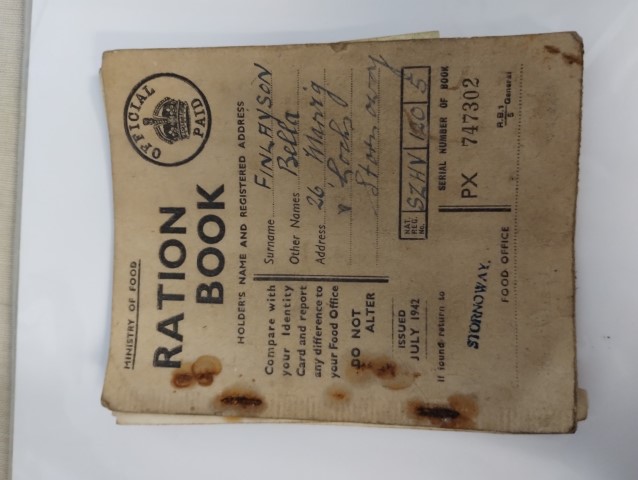 MINISTRY OF FOOD
OFFICIAL PAID
RATION
BOOK
HOLDER'S NAME AND REGISTERED ADDRESS
Compare with
your Identity
Card and report
any difference to
your Food Office
DO NOT
ALTER
ISSUED
JULY 1942
Surname FINLAYSON
Other Names Bella
Address 26 Marvig
Lochs
Stornoway
NAT. REG. No. SZHV 120 5
If found return to
STORNOWAY.
FOOD OFFICE
SERIAL NUMBER OF BOOK
PX 747302
R.B.1
5 General